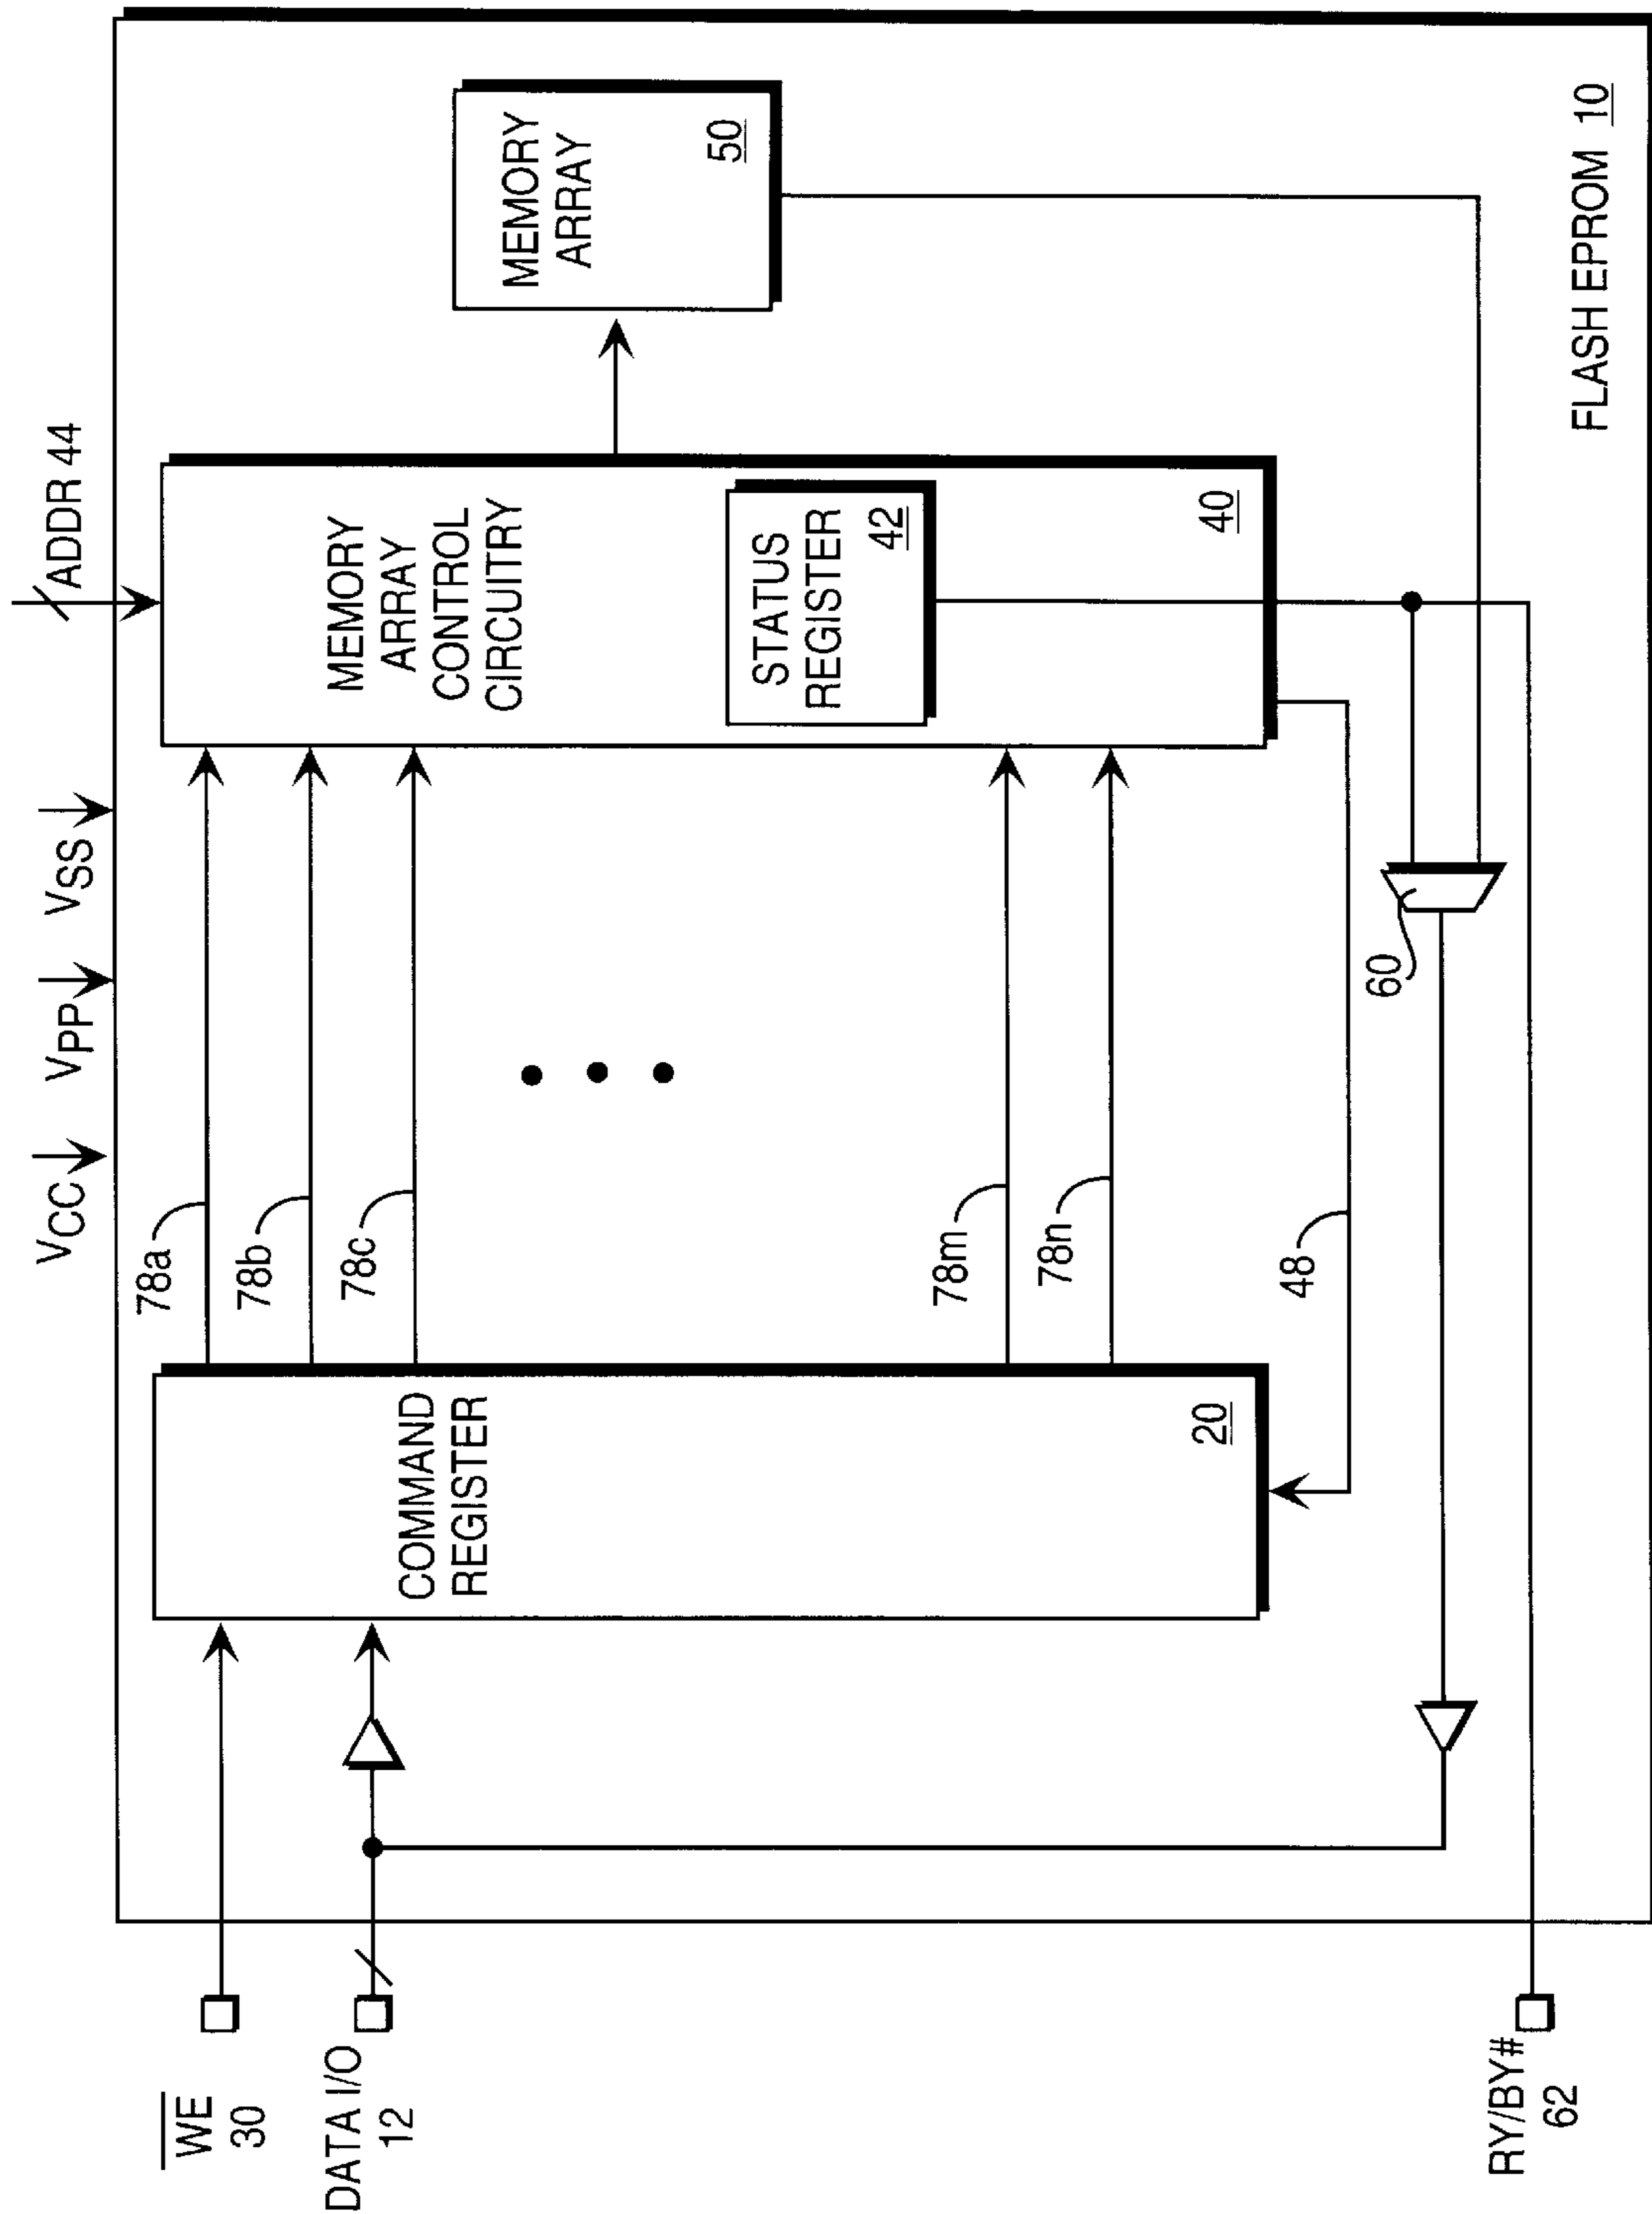 VCC
VPP
VSS
ADDR 44
WE
30
DATA I/O
12
78a
78b
78c
78m
78n
48
COMMAND
REGISTER
20
MEMORY
ARRAY
CONTROL
CIRCUITRY
STATUS
REGISTER
42
40
MEMORY
ARRAY
50
60
RY/BY#
62
FLASH EPROM 10